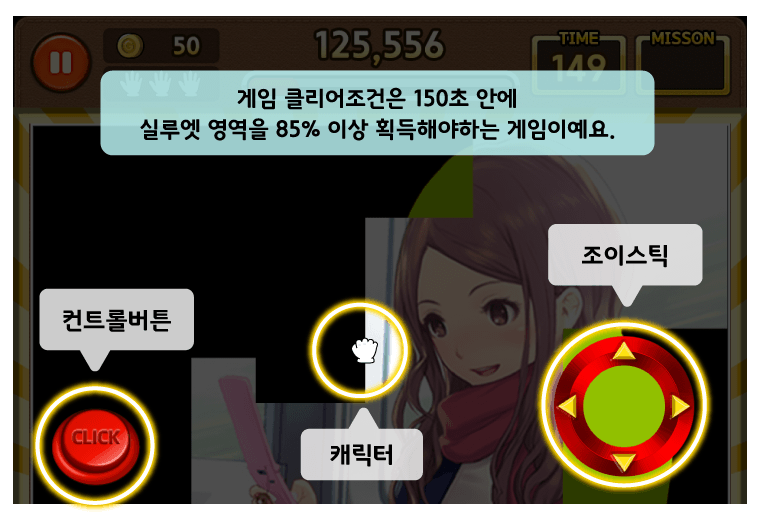 50
125,556
TIME
149
MISSON
게임 클리어조건은 150초 안에
실루엣 영역을 85% 이상 획득해야하는 게임이예요.
조이스틱
컨트롤버튼
CLICK
캐릭터